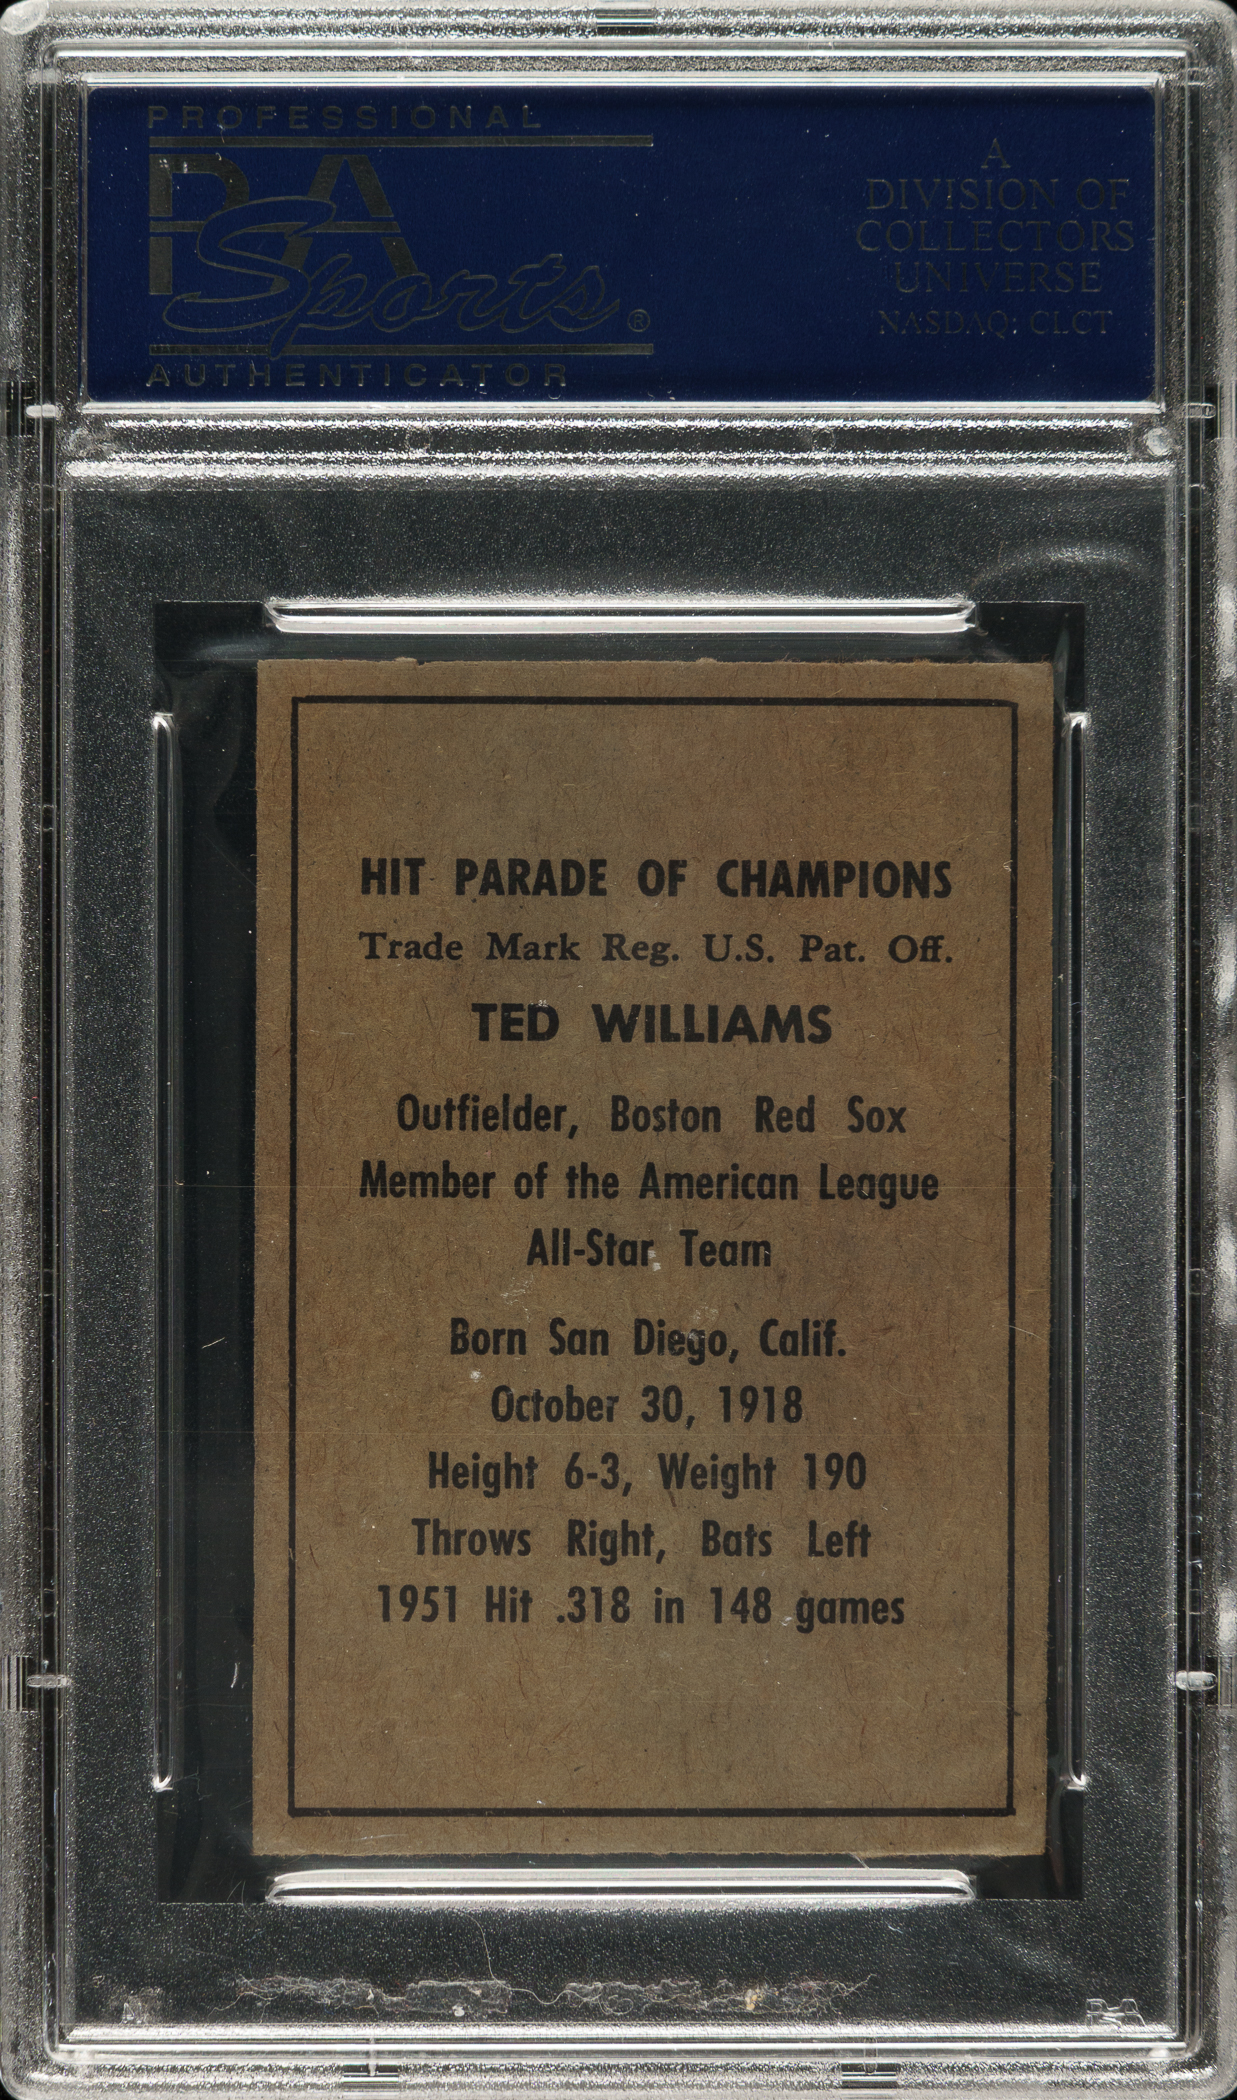 PROFESSIONAL
PSA
Sports ®
AUTHENTICATOR
A
DIVISION OF
COLLECTORS
UNIVERSE
NASDAQ: CLCT
HIT PARADE OF CHAMPIONS
Trade Mark Reg. U.S. Pat. Off.
TED WILLIAMS
Outfielder, Boston Red Sox
Member of the American League
All-Star Team
Born San Diego, Calif.
October 30, 1918
Height 6-3, Weight 190
Throws Right, Bats Left
1951 Hit .318 in 148 games
PSA